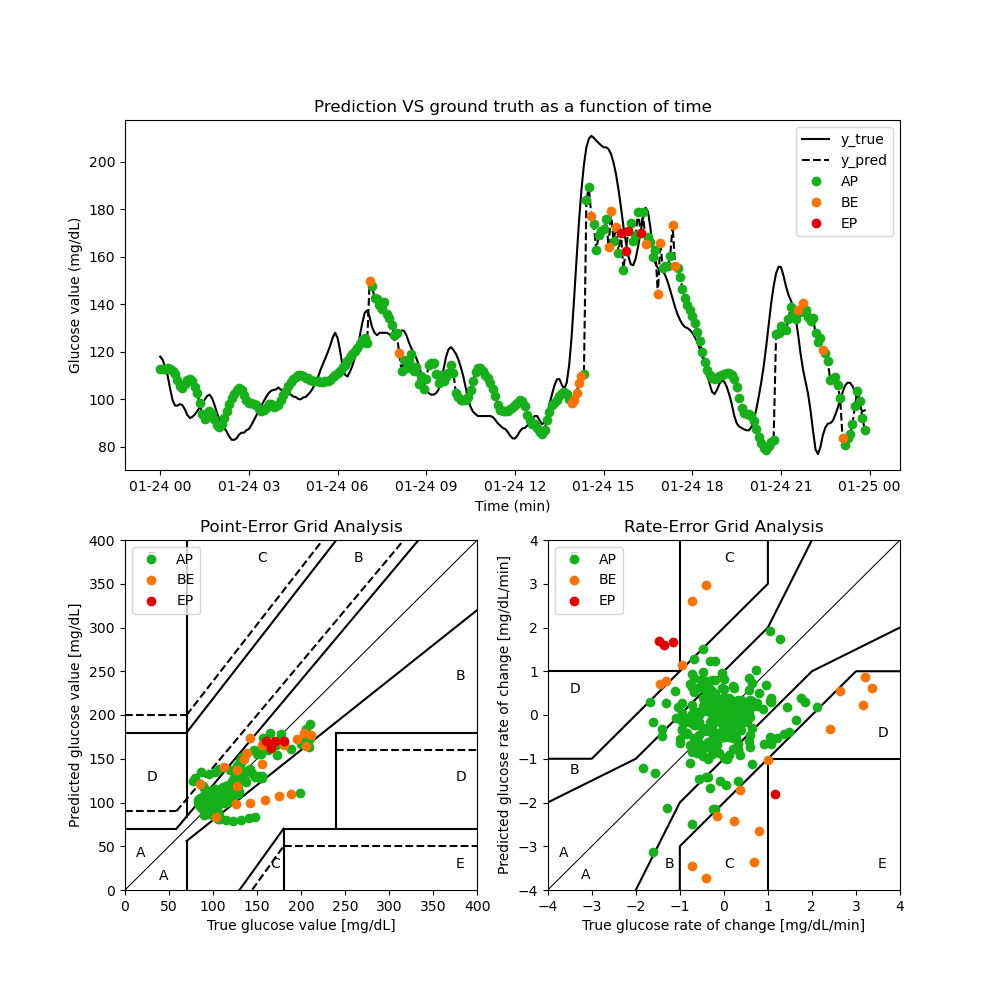 Prediction VS ground truth as a function of time
Glucose value (mg/dL)
200
180
160
140
120
100
80
y_true
y_pred
AP
BE
EP
01-24 00 01-24 03 01-24 06 01-24 09 01-24 12 01-24 15 01-24 18 01-24 21 01-25 00
Time (min)
Point-Error Grid Analysis
Predicted glucose value [mg/dL]
400
350
300
250
200
150
100
50
0
AP
BE
EP
C B
B
D D
A
A
C E
0 50 100 150 200 250 300 350 400
True glucose value [mg/dL]
Rate-Error Grid Analysis
Predicted glucose rate of change [mg/dL/min]
4
3
2
1
0
−1
−2
−3
−4
AP
BE
EP
C
D
D
B
A
A
B C E
−4 −3 −2 −1 0 1 2 3 4
True glucose rate of change [mg/dL/min]